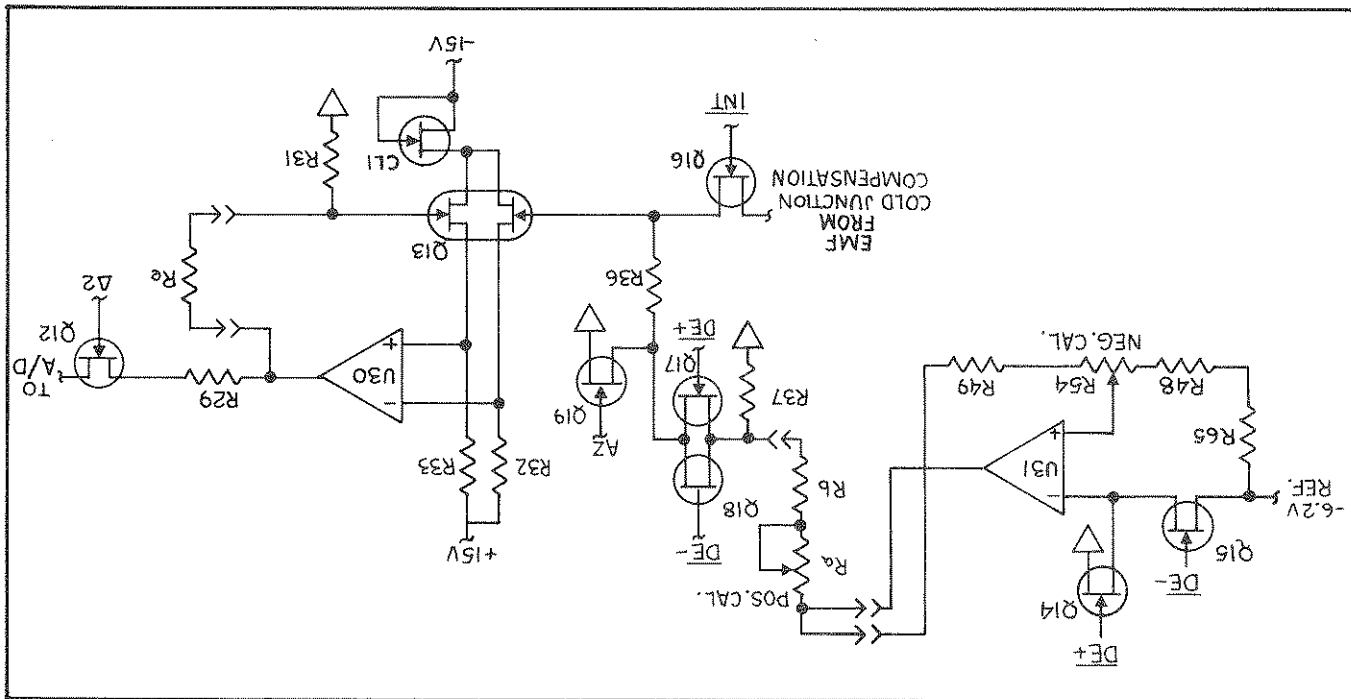 DE+
Q14
DE-
Q15
-6.2V
REF.
POS.CAL.
Ra
DE-
+15V
Q18
Rb
U31
- 
+
R65
R32
R33
AZ
Q19
R37
R29
TO
A/D
R48
R54
R49
NEG.CAL.
U30
-
+
Q17
DE+
Q12
Δ2
R36
Re
Q13
EMF
FROM
COLD JUNCTION
COMPENSATION
Q16
R31
CL1
INT
-15V